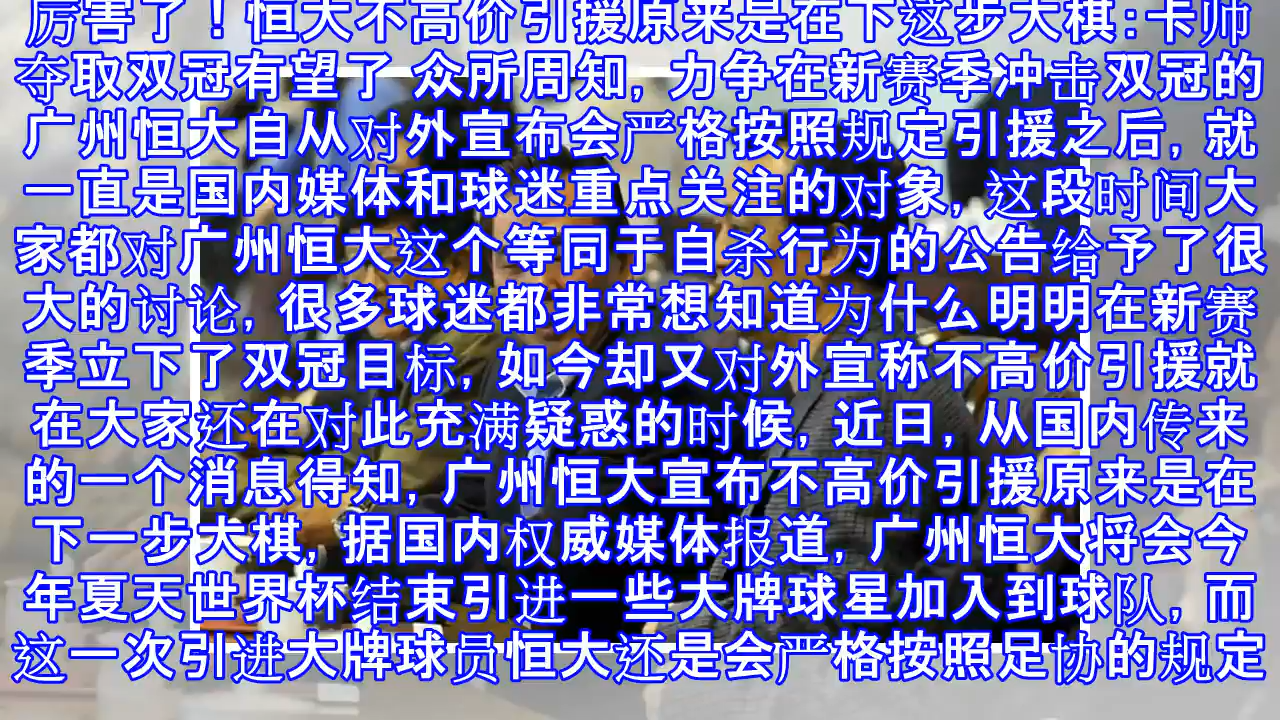 厉害了！恒大不高价引援原来是在下这步大棋:卡帅
夺取双冠有望了 众所周知, 力争在新赛季冲击双冠的
广州恒大自从对外宣布会严格按照规定引援之后, 就
一直是国内媒体和球迷重点关注的对象, 这段时间大
家都对广州恒大这个等同于自杀行为的公告给予了很
大的讨论, 很多球迷都非常想知道为什么明明在新赛
季立下了双冠目标, 如今却又对外宣称不高价引援就
在大家还在对此充满疑惑的时候, 近日, 从国内传来
的一个消息得知, 广州恒大宣布不高价引援原来是在
下一步大棋, 据国内权威媒体报道, 广州恒大将会今
年夏天世界杯结束引进一些大牌球星加入到球队, 而
这一次引进大牌球员恒大还是会严格按照足协的规定